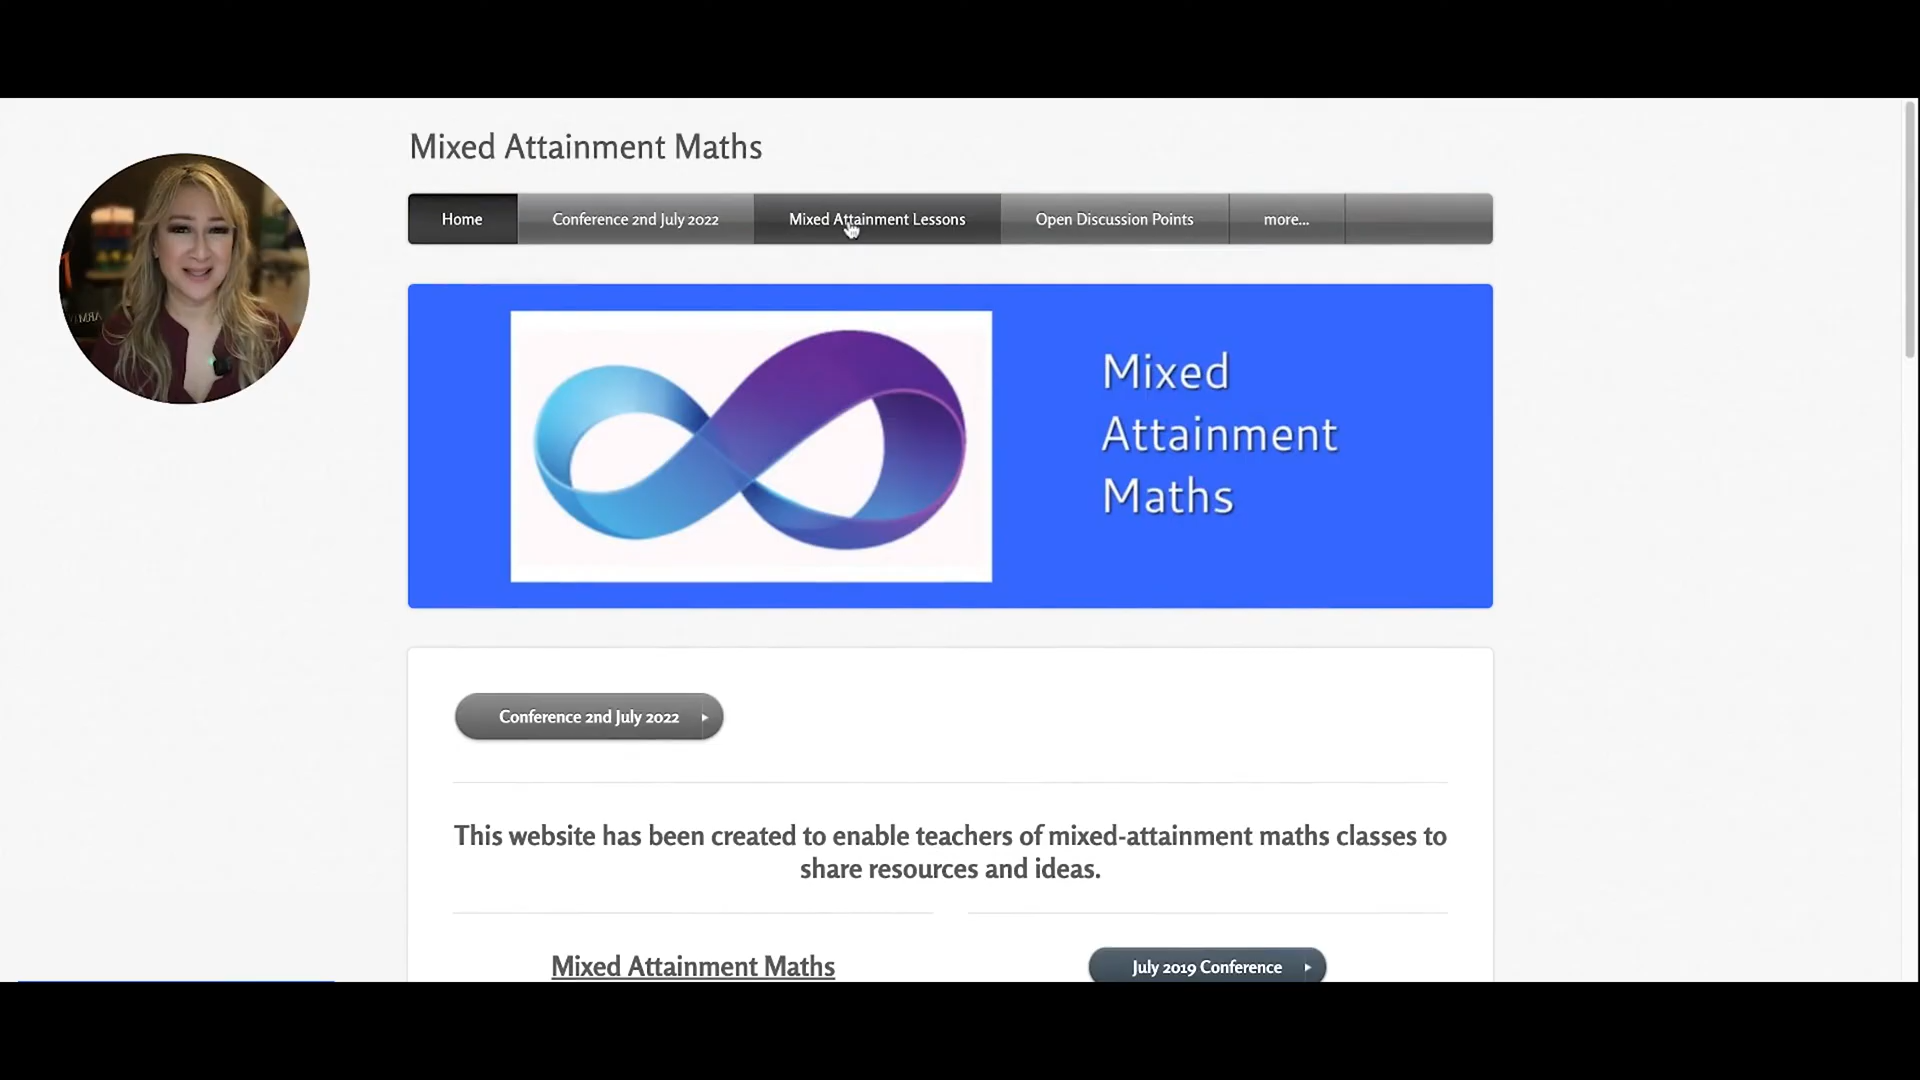 Mixed Attainment Maths
Home
Conference 2nd July 2022
Mixed Attainment Lessons
Open Discussion Points
more...
Mixed
Attainment
Maths
Conference 2nd July 2022
This website has been created to enable teachers of mixed-attainment maths classes to
share resources and ideas.
Mixed Attainment Maths
July 2019 Conference